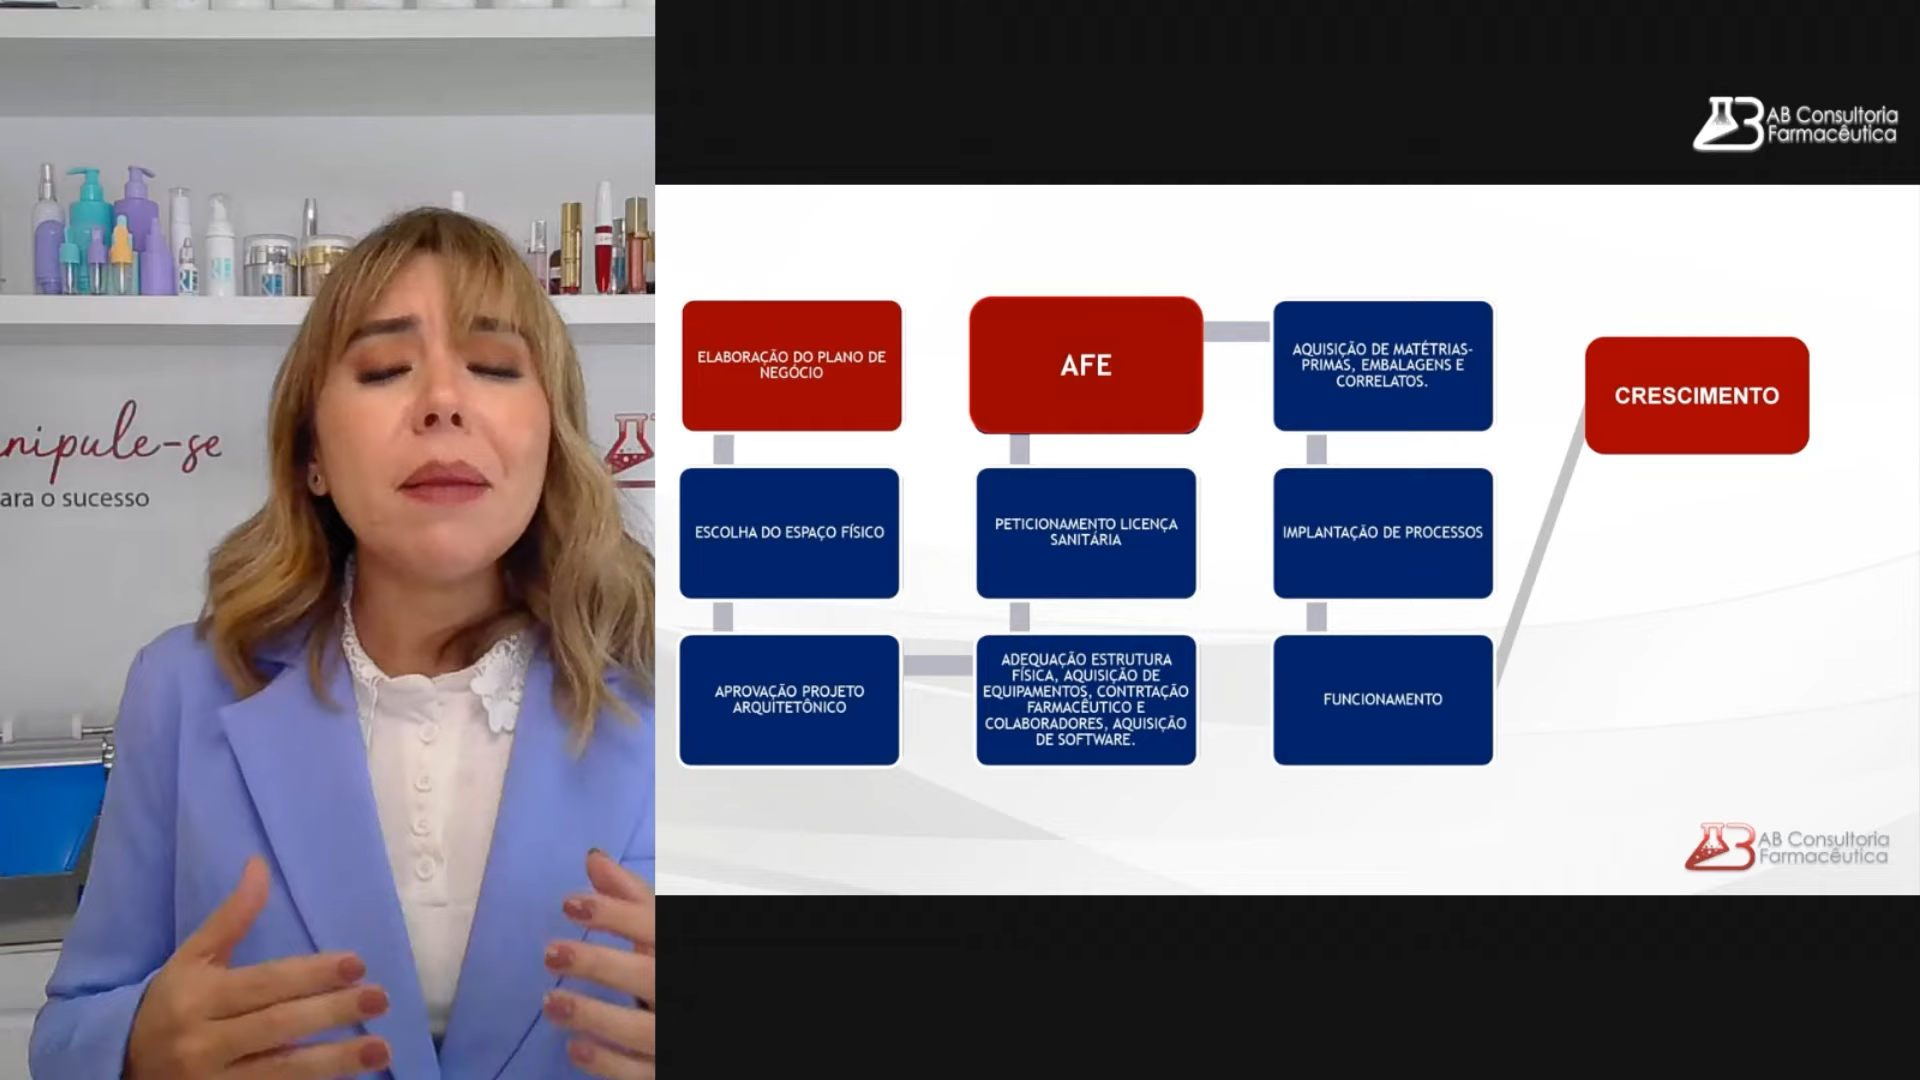 nipule-se
ara o sucesso
AB Consultoria
Farmacêutica
ELABORAÇÃO DO PLANO DE
NEGÓCIO
ESCOLHA DO ESPAÇO FÍSICO
APROVAÇÃO PROJETO
ARQUITETÔNICO
AFE
PETICIONAMENTO LICENÇA
SANITÁRIA
ADEQUAÇÃO ESTRUTURA
FÍSICA, AQUISIÇÃO DE
EQUIPAMENTOS, CONTRTAÇÃO
FARMACÊUTICO E
COLABORADORES, AQUISIÇÃO
DE SOFTWARE.
AQUISIÇÃO DE MATÉTRIAS-
PRIMAS, EMBALAGENS E
CORRELATOS.
IMPLANTAÇÃO DE PROCESSOS
FUNCIONAMENTO
CRESCIMENTO
AB Consultoria
Farmacêutica